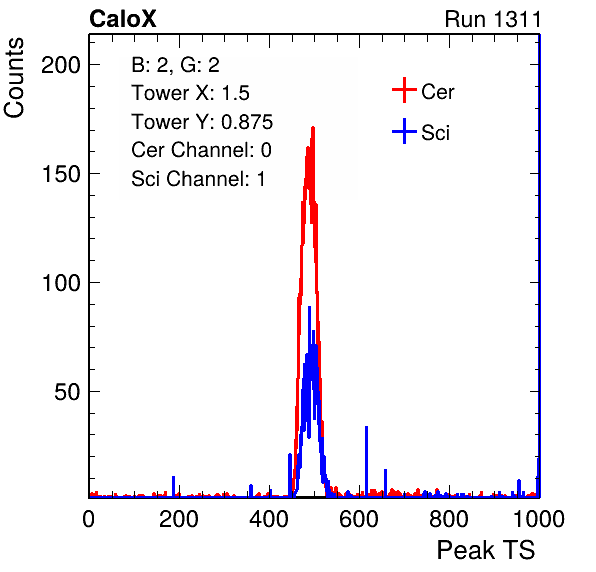 CaloX Run 1311
Counts
B: 2, G: 2
Tower X: 1.5
Tower Y: 0.875
Cer Channel: 0
Sci Channel: 1
Cer
Sci
200
150
100
50
0 200 400 600 800 1000
Peak TS